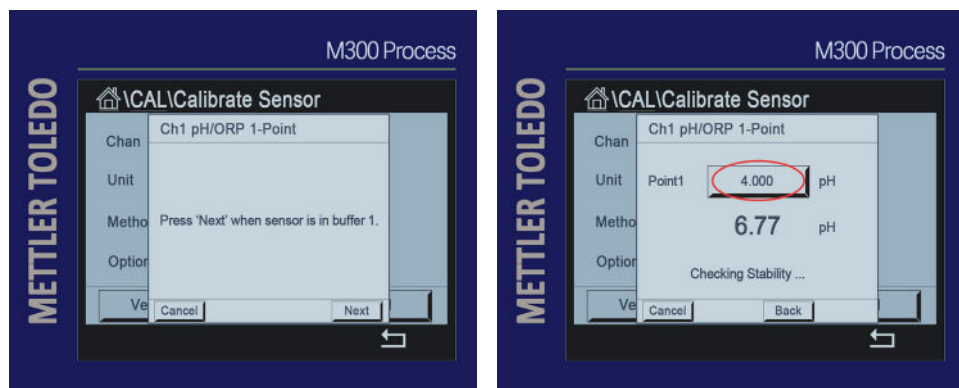 M300 Process
METTLER TOLEDO
\CAL\Calibrate Sensor
Ch1 pH/ORP 1-Point
Chan
Unit
Metho
Press 'Next' when sensor is in buffer 1.
Option
Ve
Cancel
Next
M300 Process
METTLER TOLEDO
\CAL\Calibrate Sensor
Ch1 pH/ORP 1-Point
Chan
Unit
Point1 4.000 pH
Metho
6.77 pH
Option
Checking Stability ...
Ve
Cancel
Back